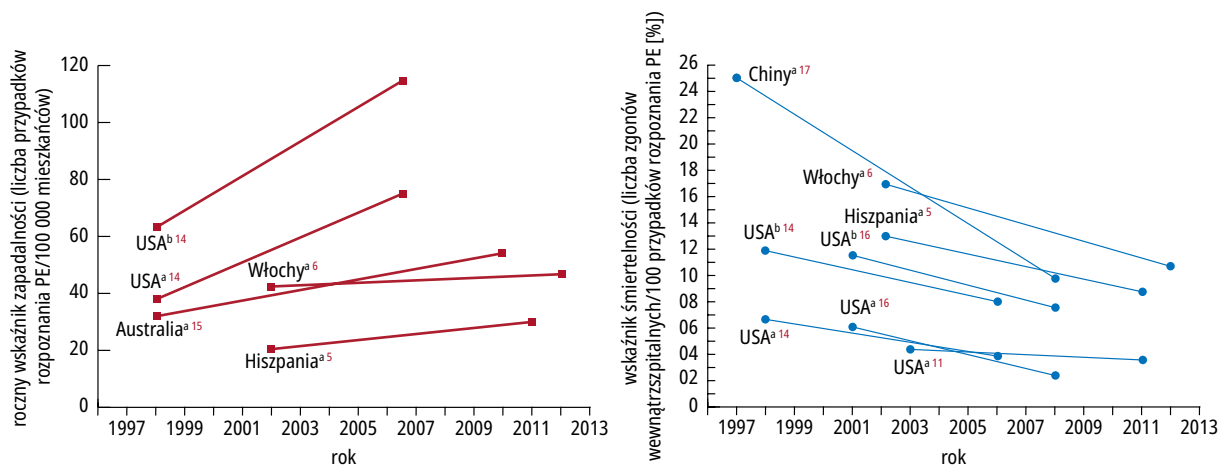 roczny wskaźnik zapadalności (liczba przypadków
rozpoznania PE/100 000 mieszkańców)
120
100
80
60
40
20
0
USAᵇ ¹⁴
USAᵃ ¹⁴
Australiaᵃ ¹⁵
Włochyᵃ ⁶
Hiszpaniaᵃ ⁵
1997 1999 2001 2003 2005 2007 2009 2011 2013
rok
wskaźnik śmiertelności (liczba zgonów
wewnątrzszpitalnych/100 przypadków rozpoznania PE [%])
26
24
22
20
18
16
14
12
10
08
06
04
02
0
Chinyᵃ ¹⁷
Włochyᵃ ⁶
Hiszpaniaᵃ ⁵
USAᵇ ¹⁴
USAᵇ ¹⁶
USAᵃ ¹⁶
USAᵃ ¹⁴
USAᵃ ¹¹
1997 1999 2001 2003 2005 2007 2009 2011 2013
rok